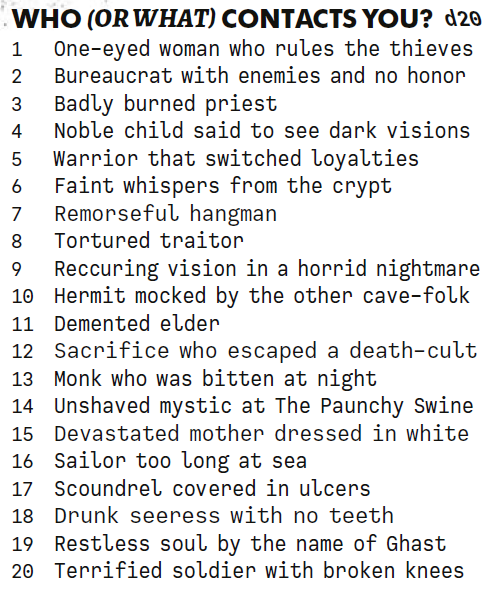 WHO (OR WHAT) CONTACTS YOU? d20
1 One-eyed woman who rules the thieves
2 Bureaucrat with enemies and no honor
3 Badly burned priest
4 Noble child said to see dark visions
5 Warrior that switched loyalties
6 Faint whispers from the crypt
7 Remorseful hangman
8 Tortured traitor
9 Reccuring vision in a horrid nightmare
10 Hermit mocked by the other cave-folk
11 Demented elder
12 Sacrifice who escaped a death-cult
13 Monk who was bitten at night
14 Unshaved mystic at The Paunchy Swine
15 Devastated mother dressed in white
16 Sailor too long at sea
17 Scoundrel covered in ulcers
18 Drunk seeress with no teeth
19 Restless soul by the name of Ghast
20 Terrified soldier with broken knees